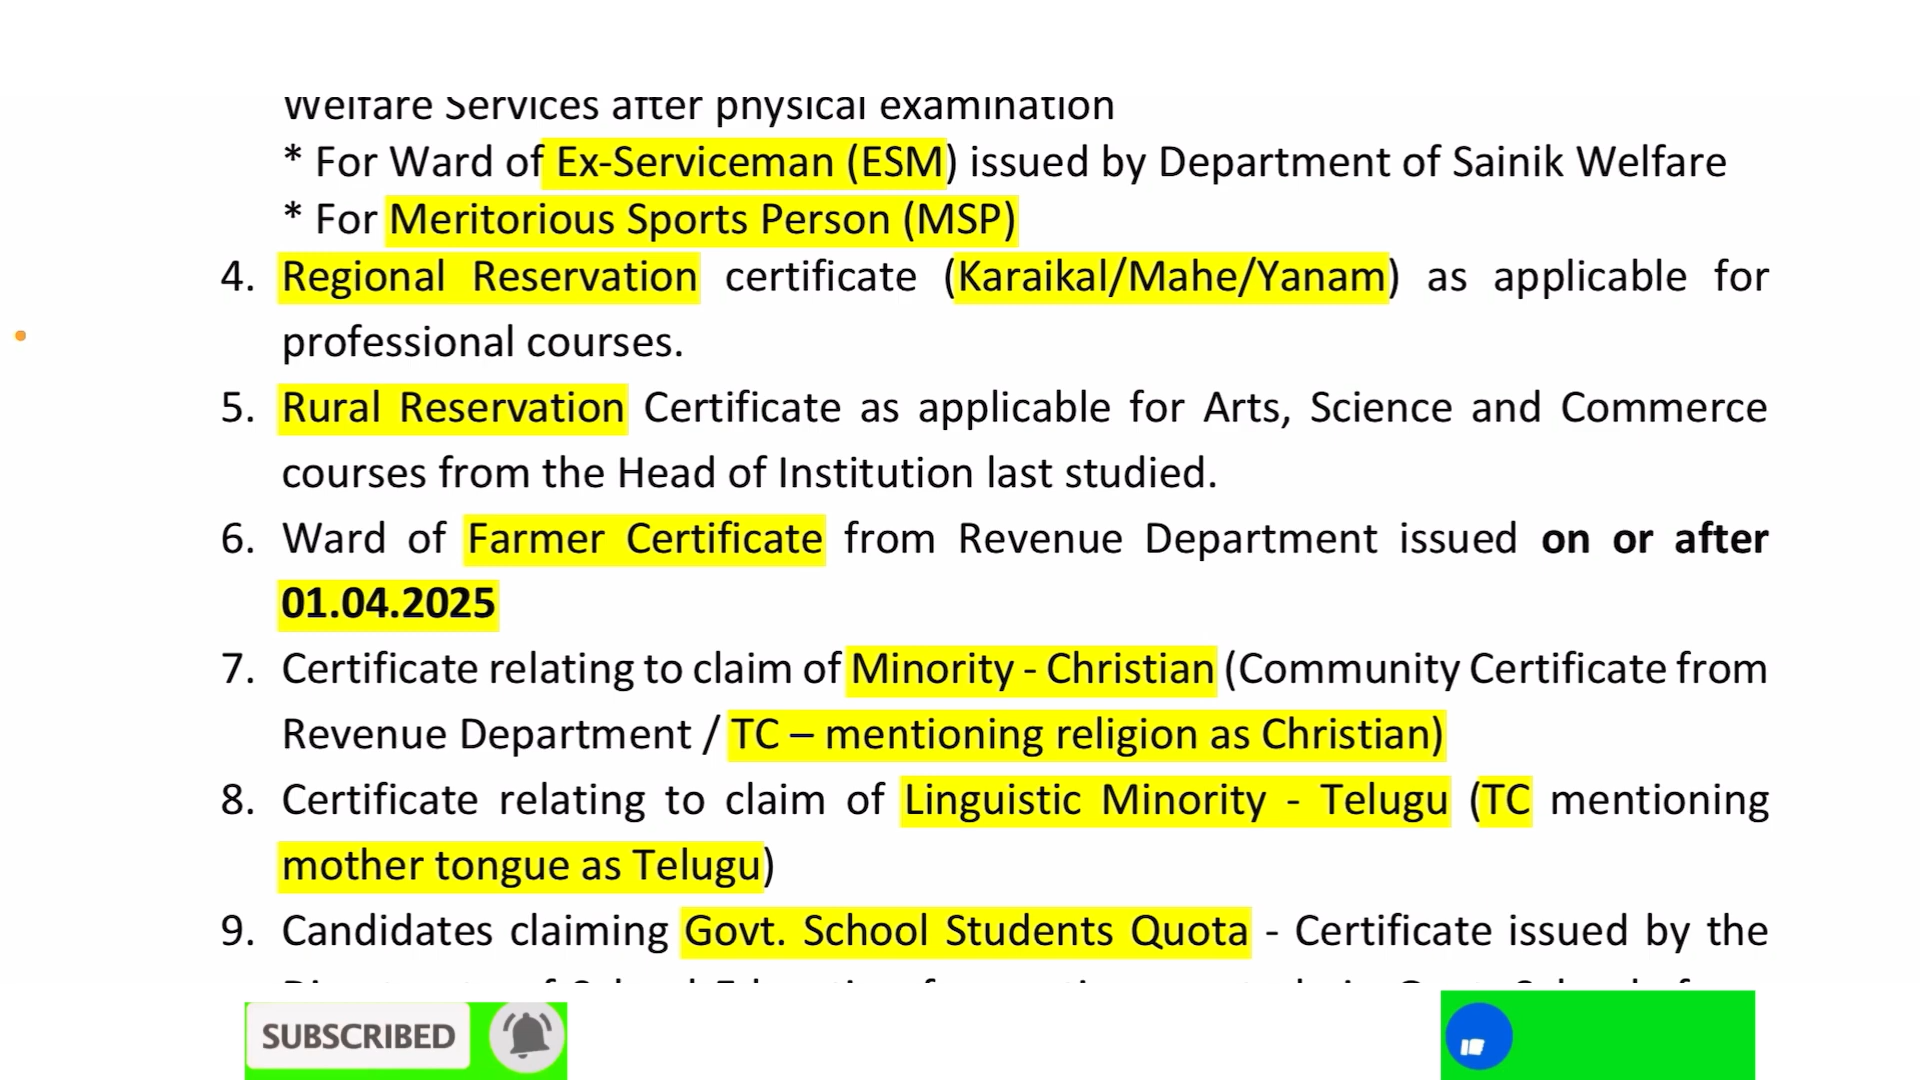 Welfare Services after physical examination
* For Ward of Ex-Serviceman (ESM) issued by Department of Sainik Welfare
* For Meritorious Sports Person (MSP)
4. Regional Reservation certificate (Karaikal/Mahe/Yanam) as applicable for
professional courses.
5. Rural Reservation Certificate as applicable for Arts, Science and Commerce
courses from the Head of Institution last studied.
6. Ward of Farmer Certificate from Revenue Department issued on or after
01.04.2025
7. Certificate relating to claim of Minority - Christian (Community Certificate from
Revenue Department / TC – mentioning religion as Christian)
8. Certificate relating to claim of Linguistic Minority - Telugu (TC mentioning
mother tongue as Telugu)
9. Candidates claiming Govt. School Students Quota - Certificate issued by the
SUBSCRIBED